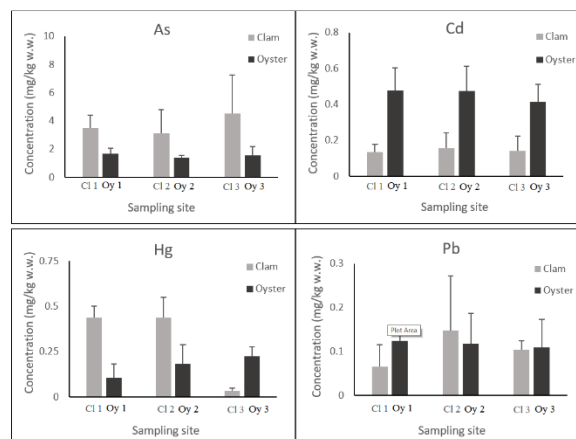 As
Concentration (mg/kg w.w.)
10
8
6
4
2
0
Clam
Oyster
Cl 1 Oy 1 Cl 2 Oy 2 Cl 3 Oy 3
Sampling site
Cd
Concentration (mg/kg w.w.)
0.8
0.6
0.4
0.2
0
Clam
Oyster
Cl 1 Oy 1 Cl 2 Oy 2 Cl 3 Oy 3
Sampling site
Hg
Concentration (mg/kg w.w.)
0.75
0.5
0.25
0
Clam
Oyster
Cl 1 Oy 1 Cl 2 Oy 2 Cl 3 Oy 3
Sampling site
Pb
Concentration (mg/kg w.w.)
0.3
0.2
0.1
0
Clam
Oyster
Plot Area
Cl 1 Oy 1 Cl 2 Oy 2 Cl 3 Oy 3
Sampling site